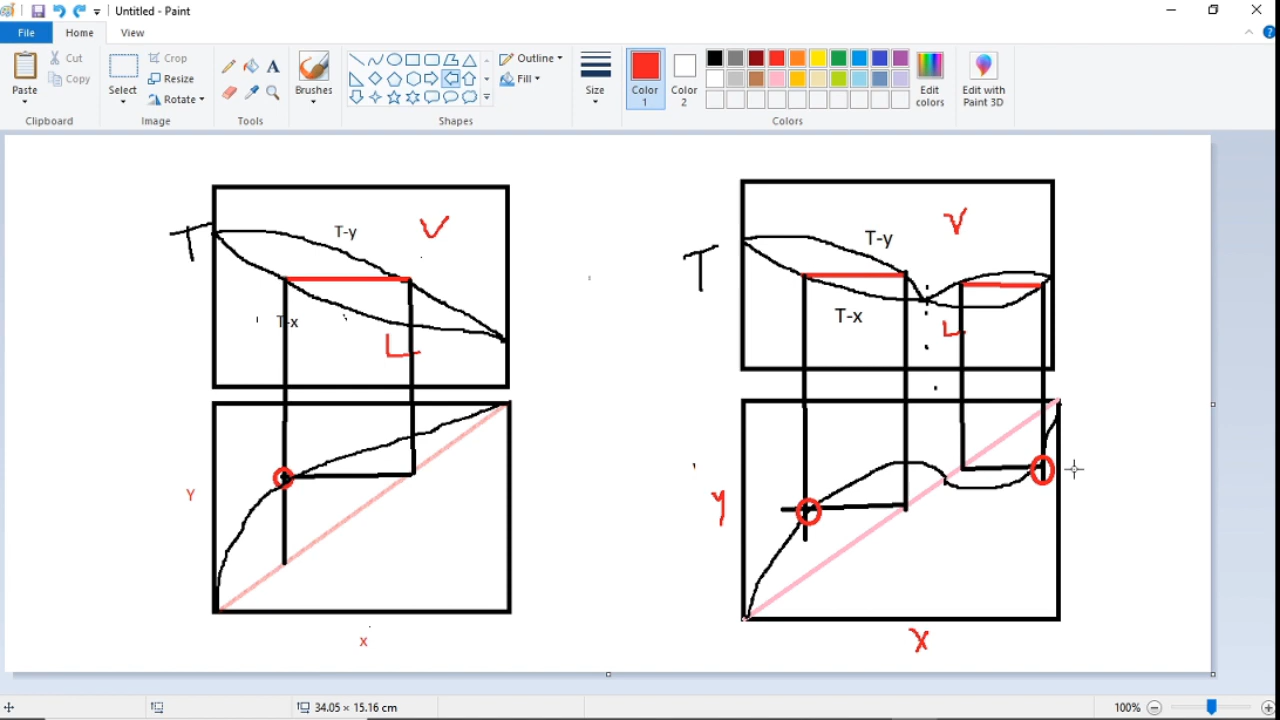 Untitled - Paint
File Home View
Paste
Cut
Copy
Clipboard
Select
Crop
Resize
Rotate
Image
Tools
A
Brushes
Outline
Fill
Shapes
Size
Color 1
Color 2
Edit colors
Colors
Edit with Paint 3D
T
T-y
V
T-x
L
Y
x
T
T-y
V
T-x
L
y
X
34.05 × 15.16 cm
100%